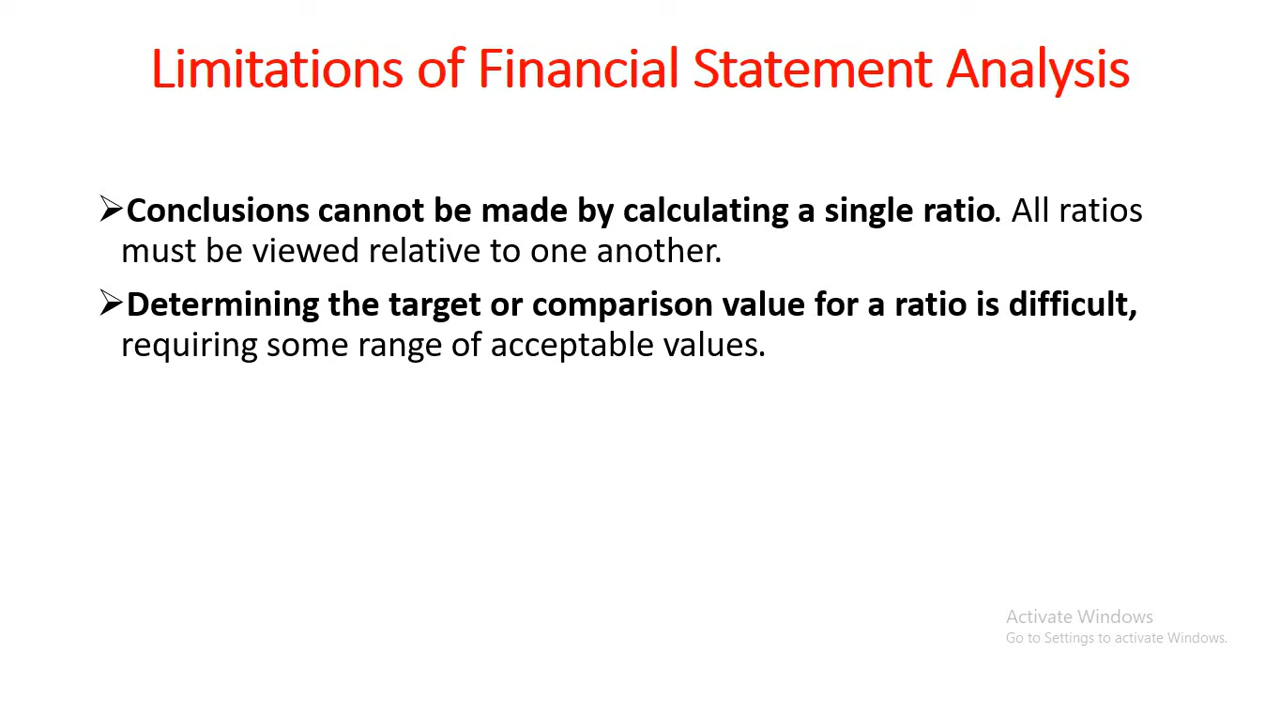 Limitations of Financial Statement Analysis
➢Conclusions cannot be made by calculating a single ratio. All ratios
must be viewed relative to one another.
➢Determining the target or comparison value for a ratio is difficult,
requiring some range of acceptable values.
Activate Windows
Go to Settings to activate Windows.